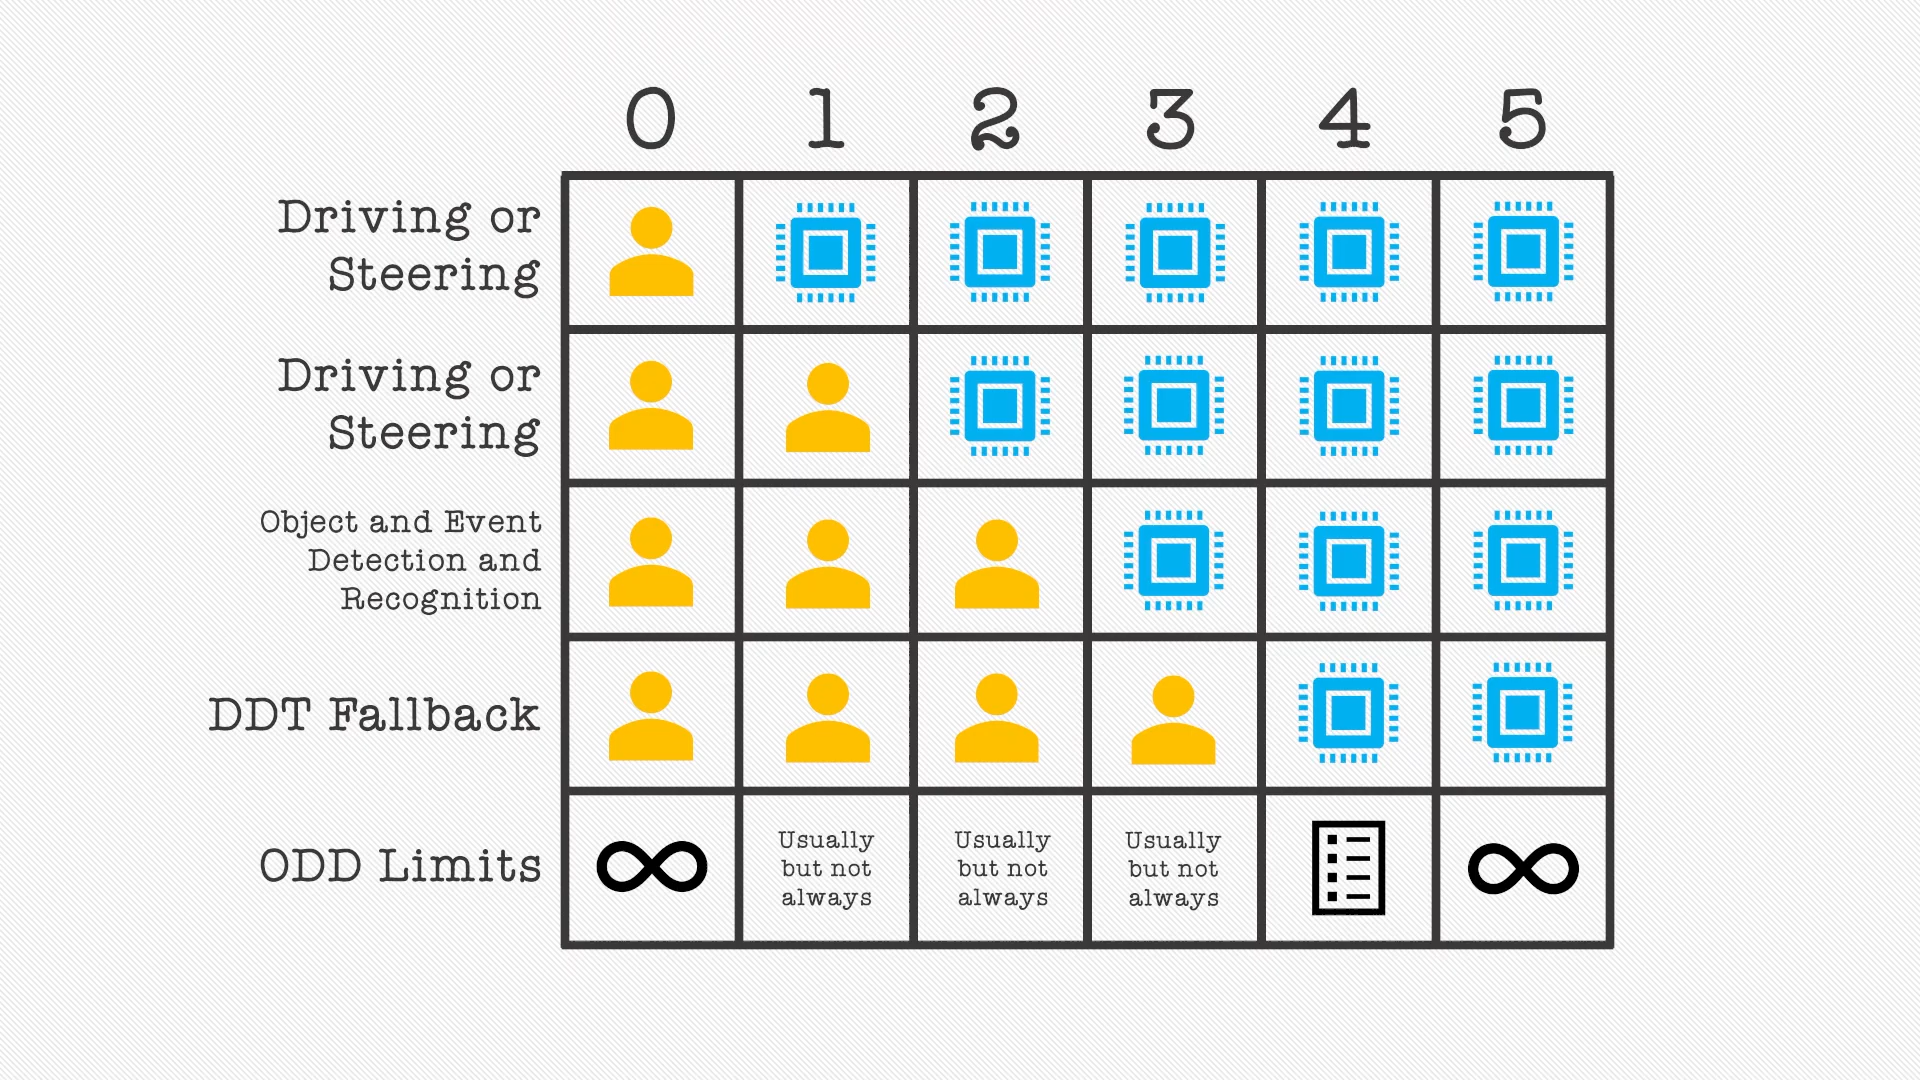 0 1 2 3 4 5
Driving or
Steering
Driving or
Steering
Object and Event
Detection and
Recognition
DDT Fallback
ODD Limits
Usually
but not
always
Usually
but not
always
Usually
but not
always